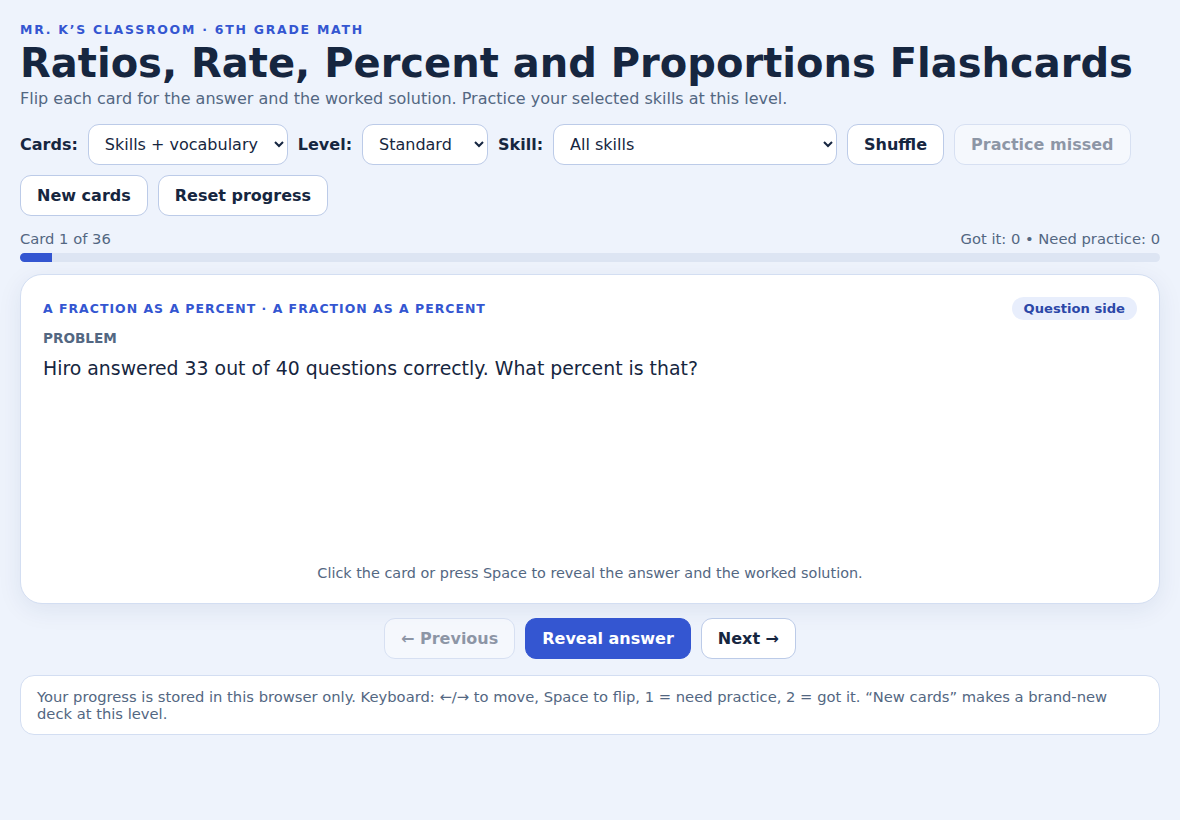 MR. K’S CLASSROOM · 6TH GRADE MATH
Ratios, Rate, Percent and Proportions Flashcards
Flip each card for the answer and the worked solution. Practice your selected skills at this level.
Cards: Skills + vocabulary Level: Standard Skill: All skills Shuffle Practice missed
New cards Reset progress
Card 1 of 36 Got it: 0 • Need practice: 0
A FRACTION AS A PERCENT · A FRACTION AS A PERCENT Question side
PROBLEM
Hiro answered 33 out of 40 questions correctly. What percent is that?
Click the card or press Space to reveal the answer and the worked solution.
← Previous Reveal answer Next →
Your progress is stored in this browser only. Keyboard: ←/→ to move, Space to flip, 1 = need practice, 2 = got it. “New cards” makes a brand-new
deck at this level.